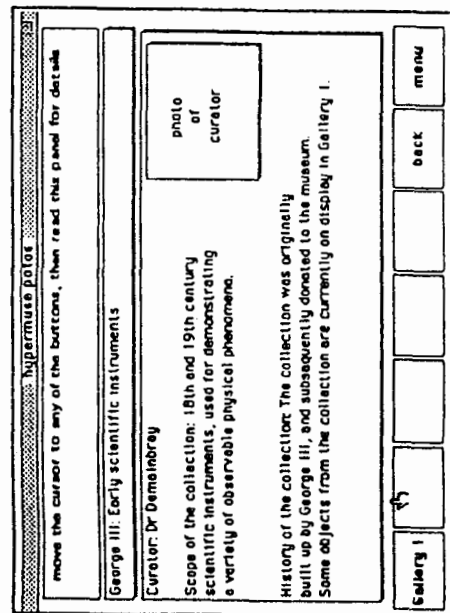 hypermuse palas
move the cursor to any of the buttons, then read this panel for details
George III: Early scientific instruments
Curator: Dr Demainbray
photo
of
curator
Scope of the collection: 18th and 19th century
scientific instruments, used for demonstrating
a variety of observable physical phenomena.
History of the collection: The collection was originally
built up by George III, and subsequently donated to the museum.
Some objects from the collection are currently on display in Gallery 1.
Gallery 1
back
menu